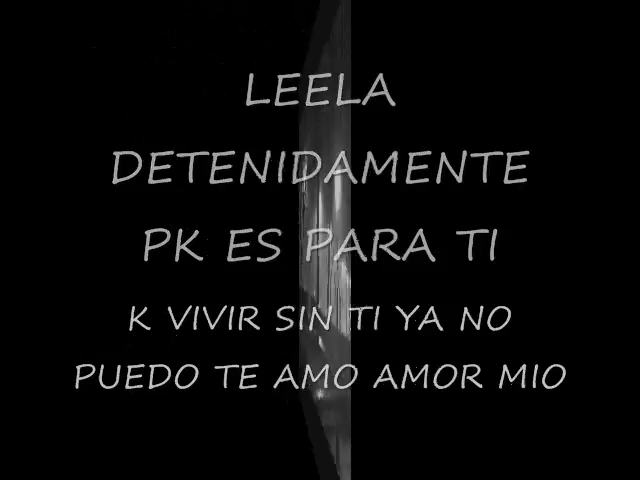 LEELA
DETENIDAMENTE
PK ES PARA TI
K VIVIR SIN TI YA NO
PUEDO TE AMO AMOR MIO